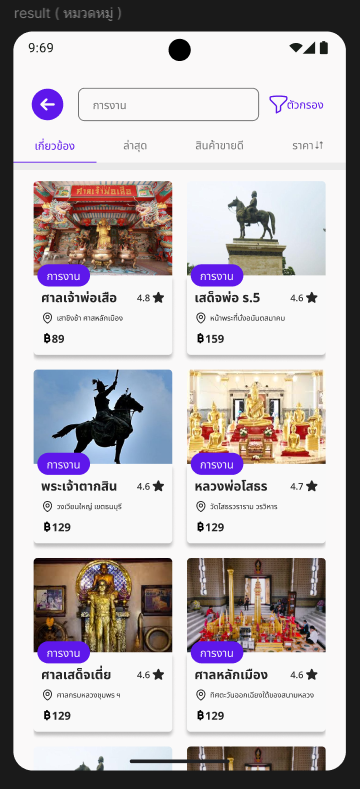 result ( หมวดหมู่ )
9:69
การงาน
ตัวกรอง
เกี่ยวข้อง ล่าสุด สินค้าขายดี ราคา
ศาลเจ้าพ่อเสือ
การงาน การงาน
ศาลเจ้าพ่อเสือ 4.8 เสด็จพ่อ ร.5 4.6
เสาชิงช้า ศาลหลักเมือง หน้าพระที่นั่งอนันตสมาคม
฿89 ฿159
การงาน การงาน
พระเจ้าตากสิน 4.6 หลวงพ่อโสธร 4.7
วงเวียนใหญ่ เขตธนบุรี วัดโสธรวราราม วรวิหาร
฿129 ฿129
การงาน การงาน
ศาลเสด็จเตี่ย 4.6 ศาลหลักเมือง 4.6
ศาลกรมหลวงชุมพร ฯ ทิศตะวันออกเฉียงใต้ของสนามหลวง
฿129 ฿129